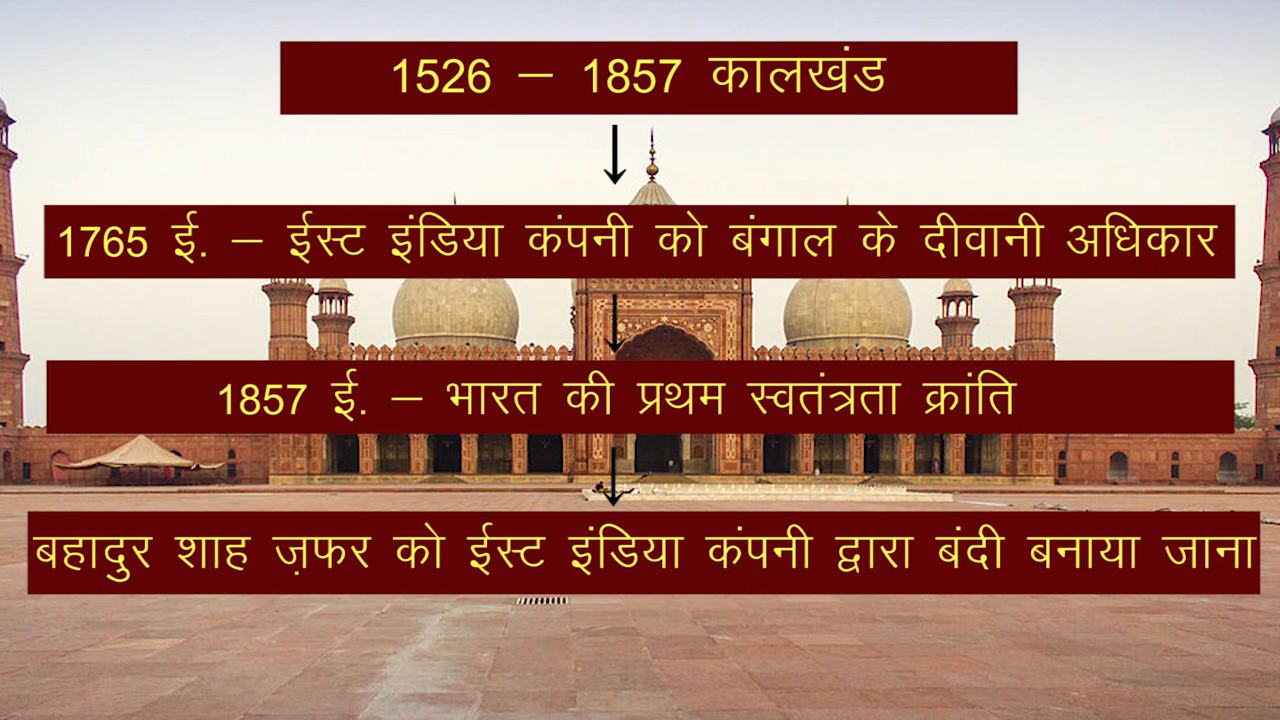 1526 – 1857 कालखंड
1765 ई. – ईस्ट इंडिया कंपनी को बंगाल के दीवानी अधिकार
1857 ई. – भारत की प्रथम स्वतंत्रता क्रांति
बहादुर शाह ज़फर को ईस्ट इंडिया कंपनी द्वारा बंदी बनाया जाना